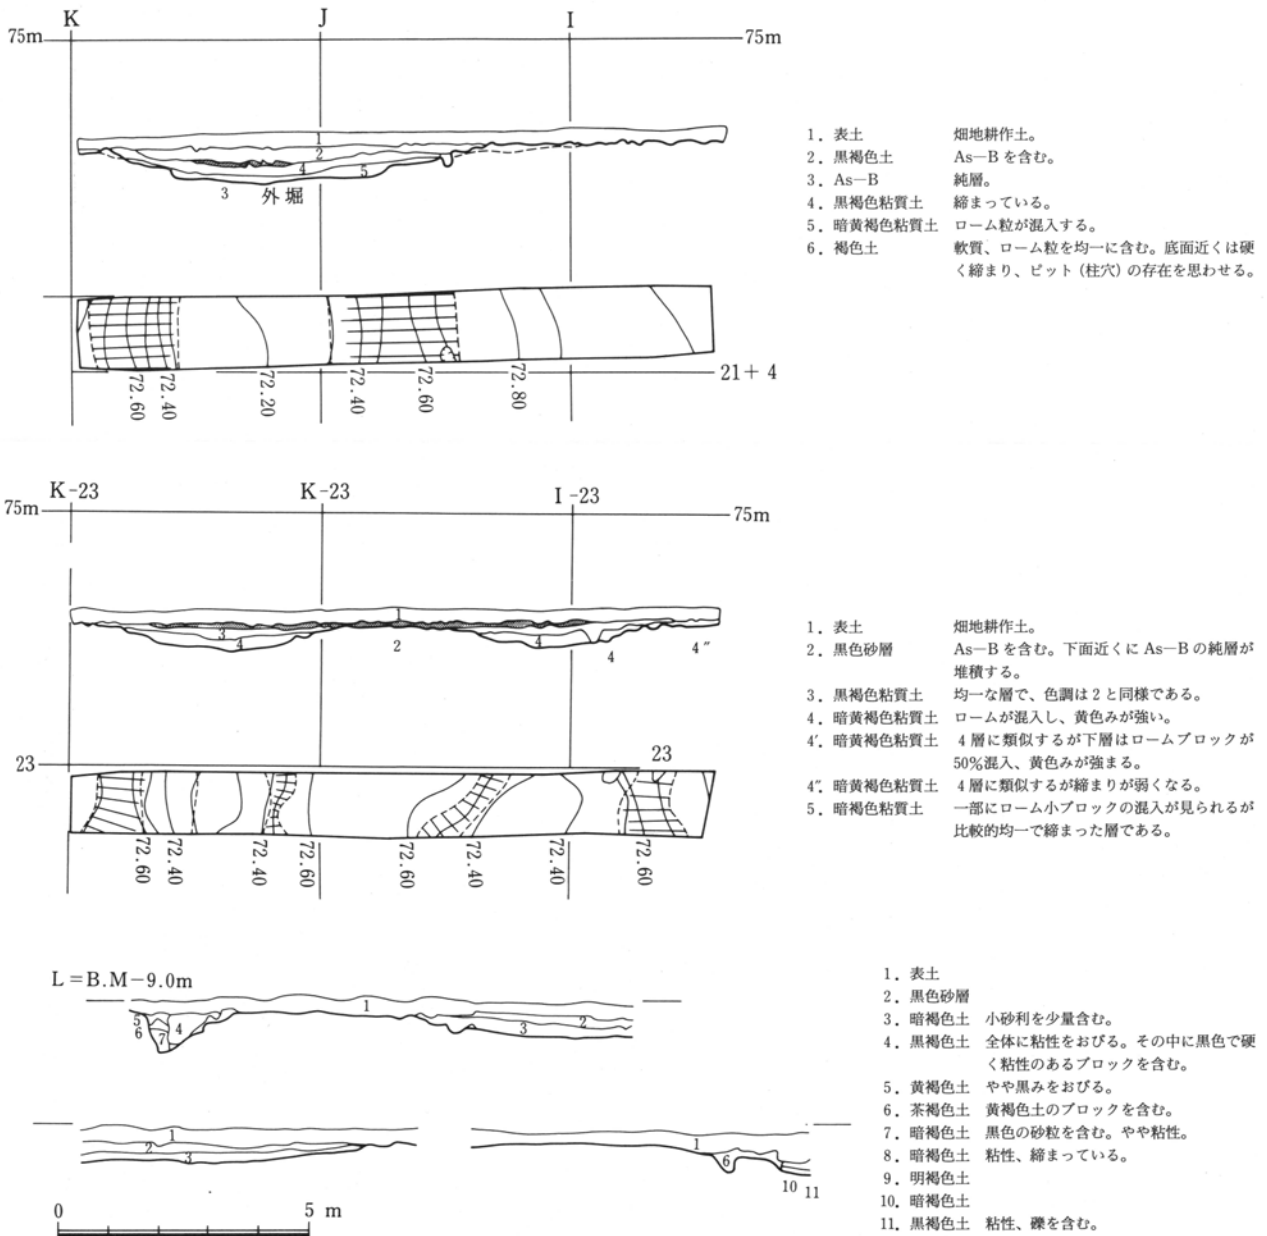 K J I
75m 75m
1
2
4 5
3 外堀
1. 表土 畑地耕作土。
2. 黒褐色土 As—Bを含む。
3. As—B 純層。
4. 黒褐色粘質土 締まっている。
5. 暗黄褐色粘質土 ローム粒が混入する。
6. 褐色土 軟質、ローム粒を均一に含む。底面近くは硬
く締まり、ピット（柱穴）の存在を思わせる。
21+4
72.60 72.40 72.20 72.40 72.60 72.80
K-23 K-23 I-23
75m 75m
1
3 4 2 4 4 4″
1. 表土 畑地耕作土。
2. 黒色砂層 As—Bを含む。下面近くにAs—Bの純層が
堆積する。
3. 黒褐色粘質土 均一な層で、色調は2と同様である。
4. 暗黄褐色粘質土 ロームが混入し、黄色みが強い。
4′. 暗黄褐色粘質土 4層に類似するが下層はロームブロックが
50%混入、黄色みが強まる。
4″. 暗黄褐色粘質土 4層に類似するが締まりが弱くなる。
5. 暗褐色粘質土 一部にローム小ブロックの混入が見られるが
比較的均一で締まった層である。
23 23
72.60 72.40 72.40 72.60 72.60 72.40 72.40 72.60
L=B.M−9.0m
1
5 4 2
6 7 3
1 1
2
3 6
10 11
0 5 m
1. 表土
2. 黒色砂層
3. 暗褐色土 小砂利を少量含む。
4. 黒褐色土 全体に粘性をおびる。その中に黒色で硬
く粘性のあるブロックを含む。
5. 黄褐色土 やや黒みをおびる。
6. 茶褐色土 黄褐色土のブロックを含む。
7. 暗褐色土 黒色の砂粒を含む。やや粘性。
8. 暗褐色土 粘性、締まっている。
9. 明褐色土
10. 暗褐色土
11. 黒褐色土 粘性、礫を含む。